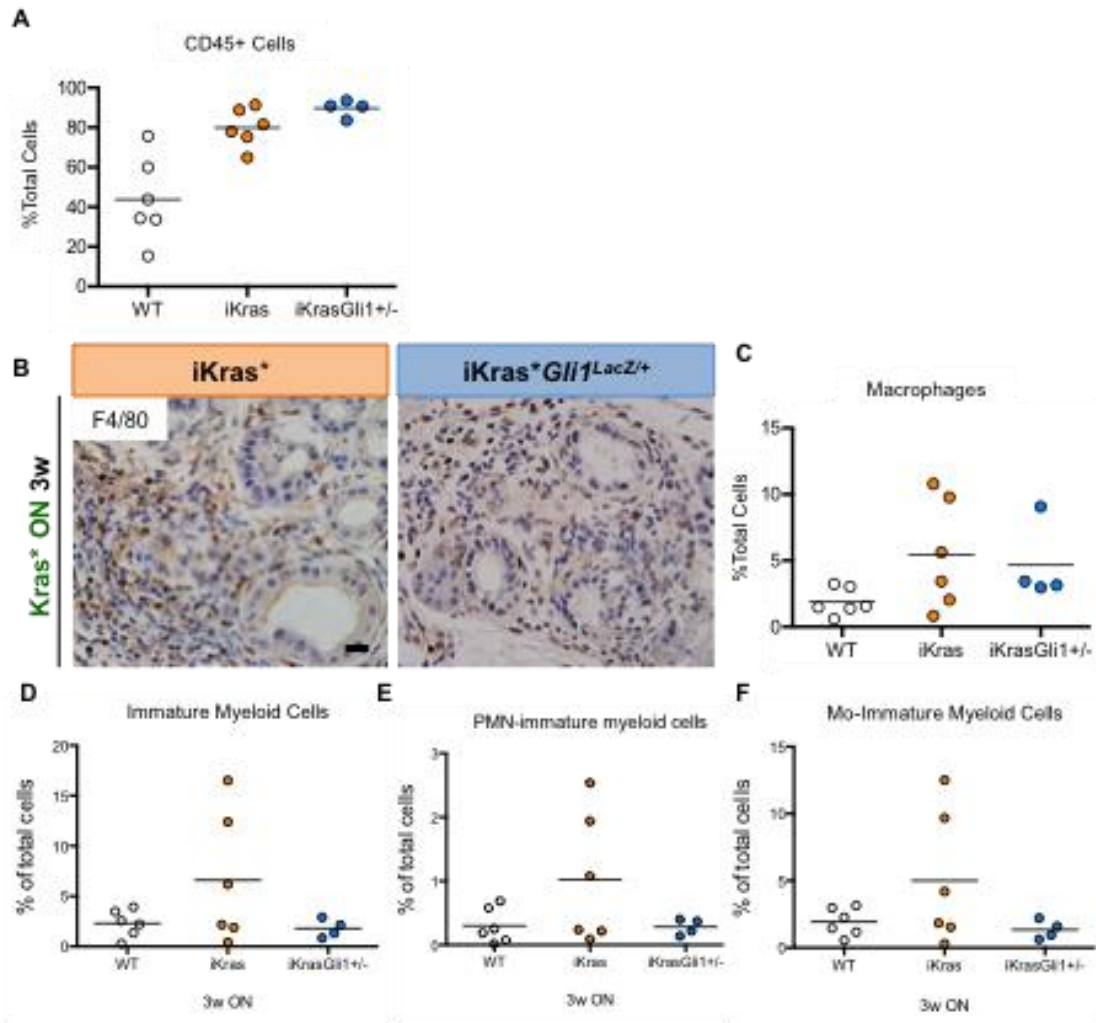 A
CD45+ Cells
%Total Cells
100
80
60
40
20
0
WT
iKras
iKrasGli1+/-
B
iKras*
iKras*Gli1LacZ/+
Kras* ON 3w
F4/80
C
Macrophages
%Total Cells
15
10
5
0
WT
iKras
iKrasGli1+/-
D
Immature Myeloid Cells
% of total cells
20
15
10
5
0
WT
iKras
iKrasGli1+/-
3w ON
E
PMN-immature myeloid cells
% of total cells
3
2
1
0
WT
iKras
iKrasGli1+/-
3w ON
F
Mo-Immature Myeloid Cells
% of total cells
15
10
5
0
WT
iKras
iKrasGli1+/-
3w ON